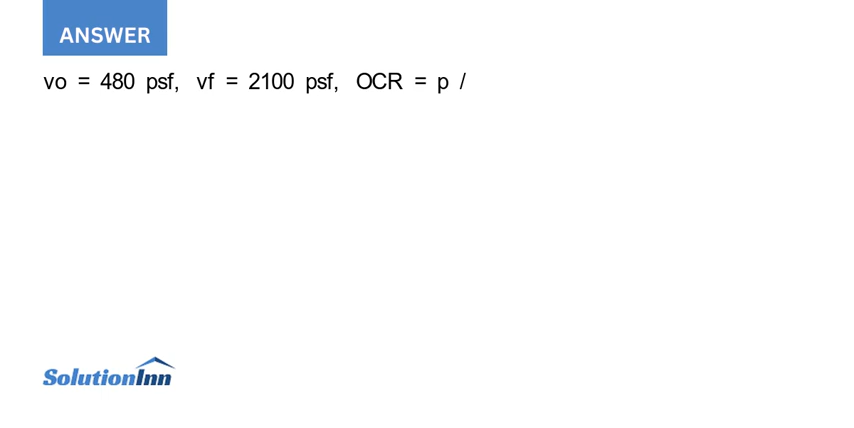 ANSWER
vo = 480 psf, vf = 2100 psf, OCR = p /
SolutionInn